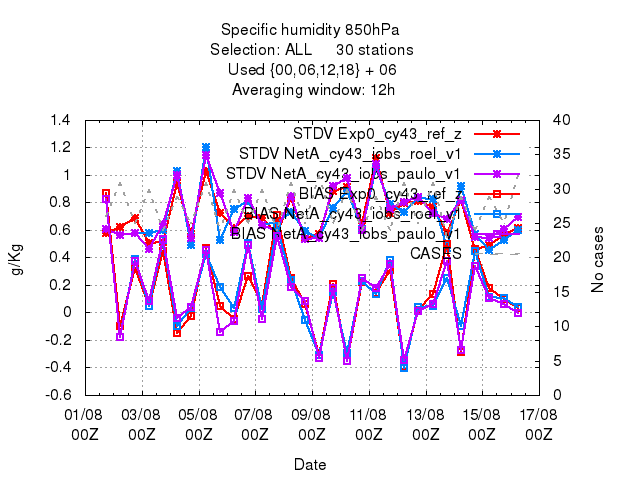 Specific humidity 850hPa
Selection: ALL 30 stations
Used {00,06,12,18} + 06
Averaging window: 12h
1.4
1.2
1
0.8
0.6
0.4
0.2
0
-0.2
-0.4
-0.6
g/Kg
STDV Exp0_cy43_ref_z
STDV NetA_cy43_iobs_roel_v1
STDV NetA_cy43_iobs_paulo_v1
BIAS Exp0_cy43_ref_z
BIAS NetA_cy43_iobs_roel_v1
BIAS NetA_cy43_iobs_paulo_v1
CASES
40
35
30
25
20
15
10
5
0
No cases
01/08 03/08 05/08 07/08 09/08 11/08 13/08 15/08 17/08
00Z 00Z 00Z 00Z 00Z 00Z 00Z 00Z 00Z
Date